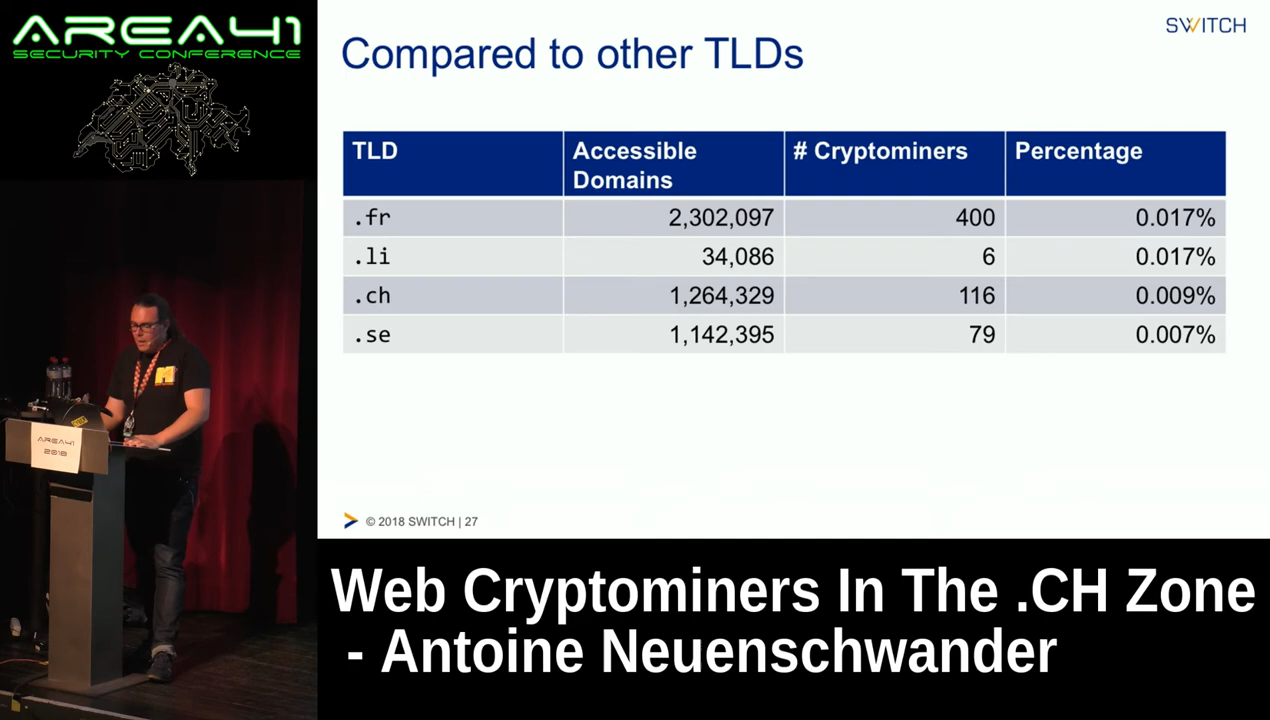 AREA41
SECURITY CONFERENCE
SWITCH
Compared to other TLDs
TLD
Accessible
Domains
# Cryptominers
Percentage
.fr 2,302,097 400 0.017%
.li 34,086 6 0.017%
.ch 1,264,329 116 0.009%
.se 1,142,395 79 0.007%
AREA41
2018
© 2018 SWITCH | 27
Web Cryptominers In The .CH Zone
- Antoine Neuenschwander